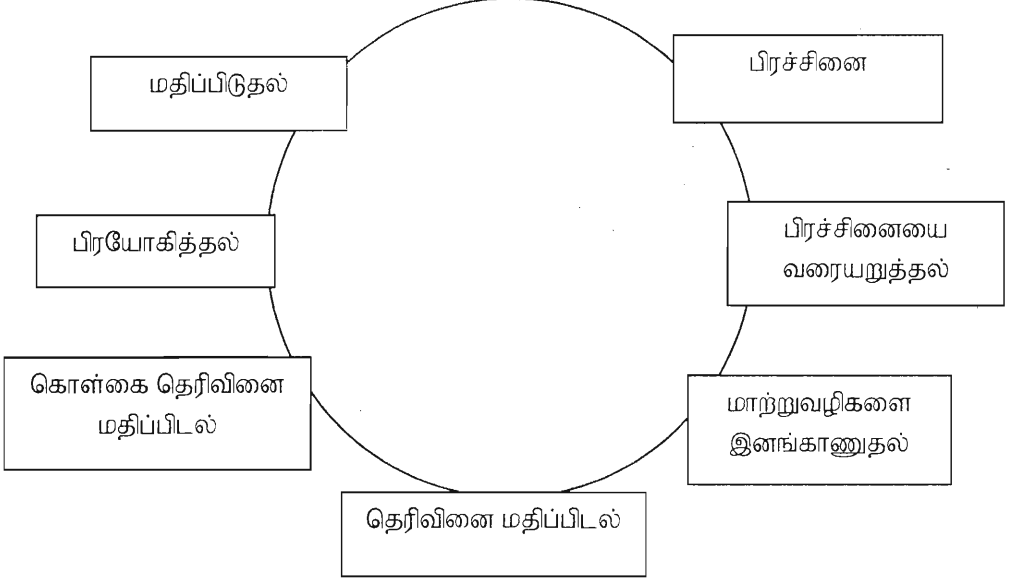 மதிப்பிடுதல்
பிரச்சினை
பிரயோகித்தல்
பிரச்சினையை
வரையறுத்தல்
கொள்கை தெரிவினை
மதிப்பிடல்
மாற்றுவழிகளை
இனங்காணுதல்
தெரிவினை மதிப்பிடல்